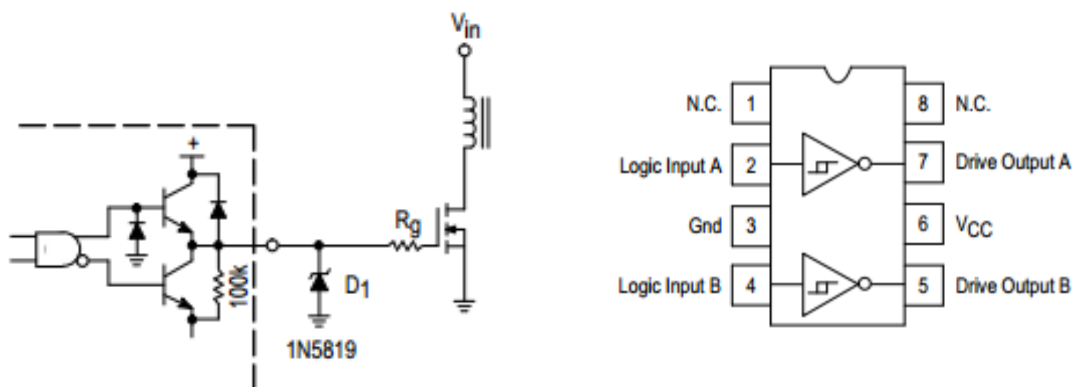 Vin
+
Rg
100k
D1
1N5819
N.C. 1 8 N.C.
Logic Input A 2 7 Drive Output A
Gnd 3 6 VCC
Logic Input B 4 5 Drive Output B